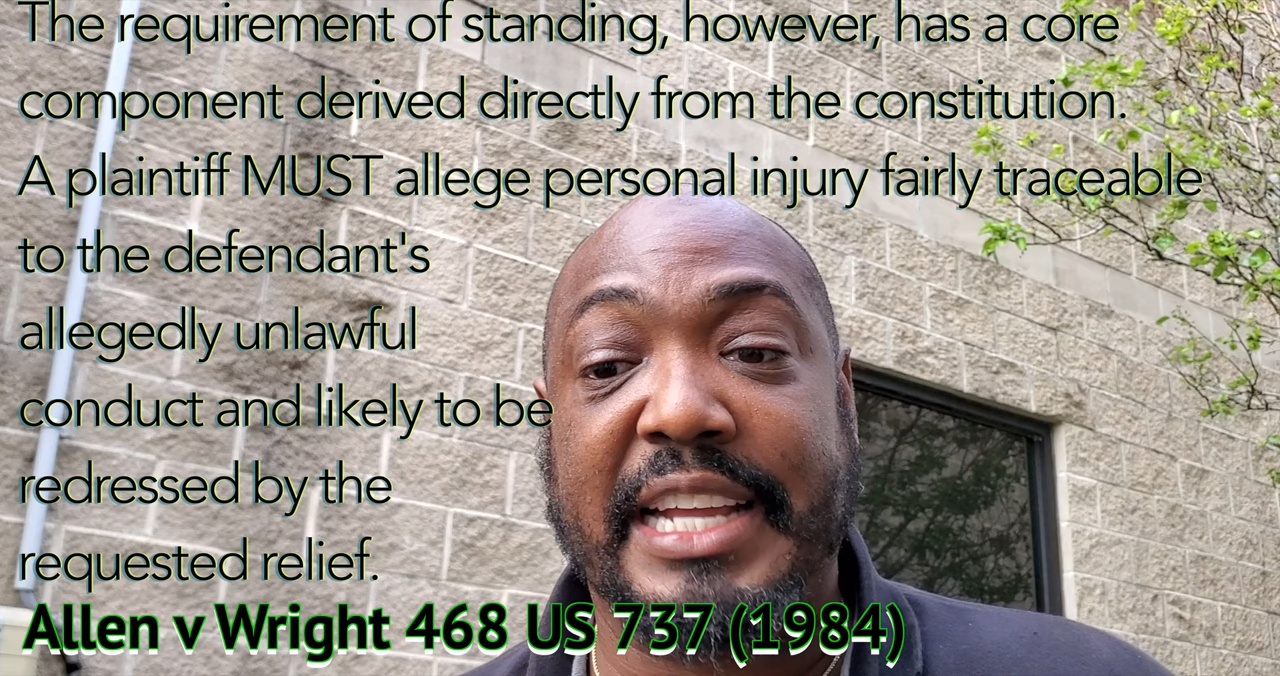 The requirement of standing, however, has a core
component derived directly from the constitution.
A plaintiff MUST allege personal injury fairly traceable
to the defendant's
allegedly unlawful
conduct and likely to be
redressed by the
requested relief.
Allen v Wright 468 US 737 (1984)